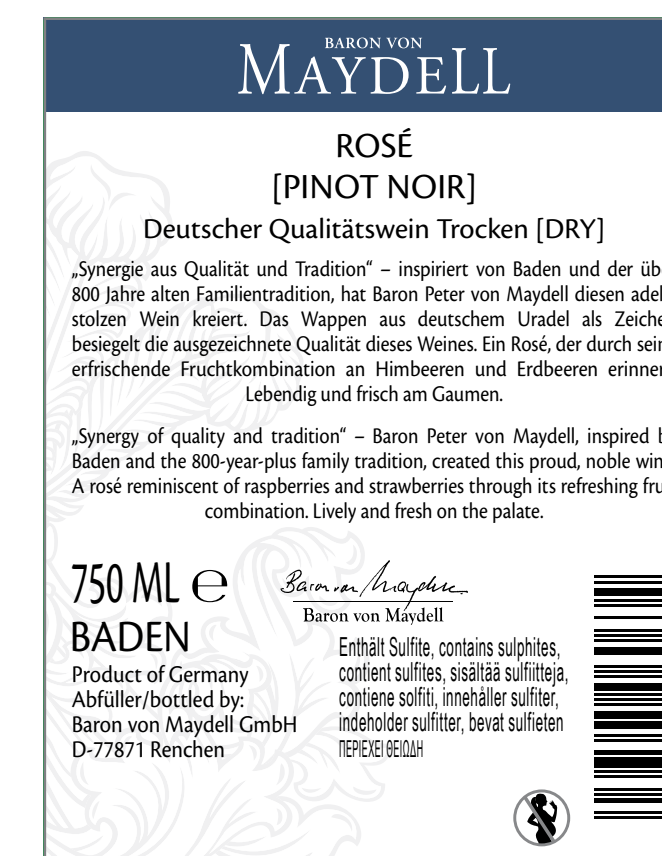 BARON VON
MAYDELL
ROSÉ
[PINOT NOIR]
Deutscher Qualitätswein Trocken [DRY]
„Synergie aus Qualität und Tradition“ – inspiriert von Baden und der üb
800 Jahre alten Familientradition, hat Baron Peter von Maydell diesen adel
stolzen Wein kreiert. Das Wappen aus deutschem Uradel als Zeiche
besiegelt die ausgezeichnete Qualität dieses Weines. Ein Rosé, der durch sein
erfrischende Fruchtkombination an Himbeeren und Erdbeeren erinner
Lebendig und frisch am Gaumen.
„Synergy of quality and tradition“ – Baron Peter von Maydell, inspired b
Baden and the 800-year-plus family tradition, created this proud, noble win
A rosé reminiscent of raspberries and strawberries through its refreshing fru
combination. Lively and fresh on the palate.
750 ML ℮
BADEN
Product of Germany
Abfüller/bottled by:
Baron von Maydell GmbH
D-77871 Renchen
Baron von Maydell
Baron von Maydell
Enthält Sulfite, contains sulphites,
contient sulfites, sisältää sulfiitteja,
contiene solfiti, innehåller sulfiter,
indeholder sulfitter, bevat sulfieten
ΠΕΡΙΕΧΕΙ ΘΕΙΩΔΗ